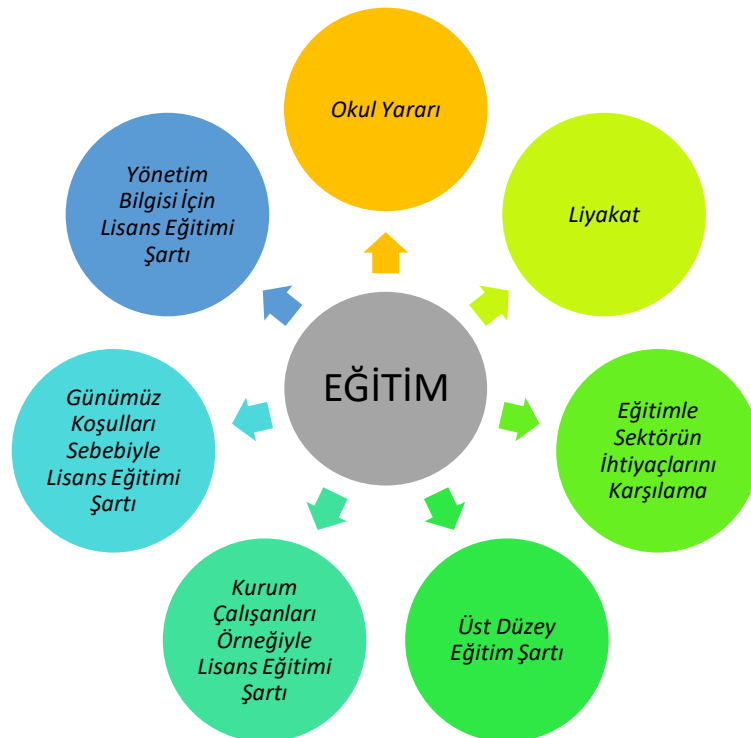 Okul Yararı
Liyakat
Eğitimle
Sektörün
İhtiyaçlarını
Karşılama
Üst Düzey
Eğitim Şartı
Kurum
Çalışanları
Örneğiyle
Lisans Eğitimi
Şartı
Günümüz
Koşulları
Sebebiyle
Lisans Eğitimi
Şartı
Yönetim
Bilgisi İçin
Lisans Eğitimi
Şartı
EĞİTİM